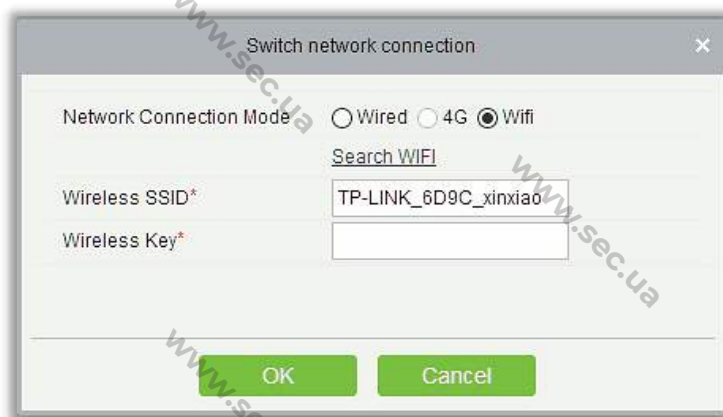 Switch network connection ×
Network Connection Mode Wired 4G Wifi
Search WIFI
Wireless SSID* TP-LINK_6D9C_xinxiao
Wireless Key*
OK Cancel
www.sec.ua
www.sec.ua
www.sec.ua